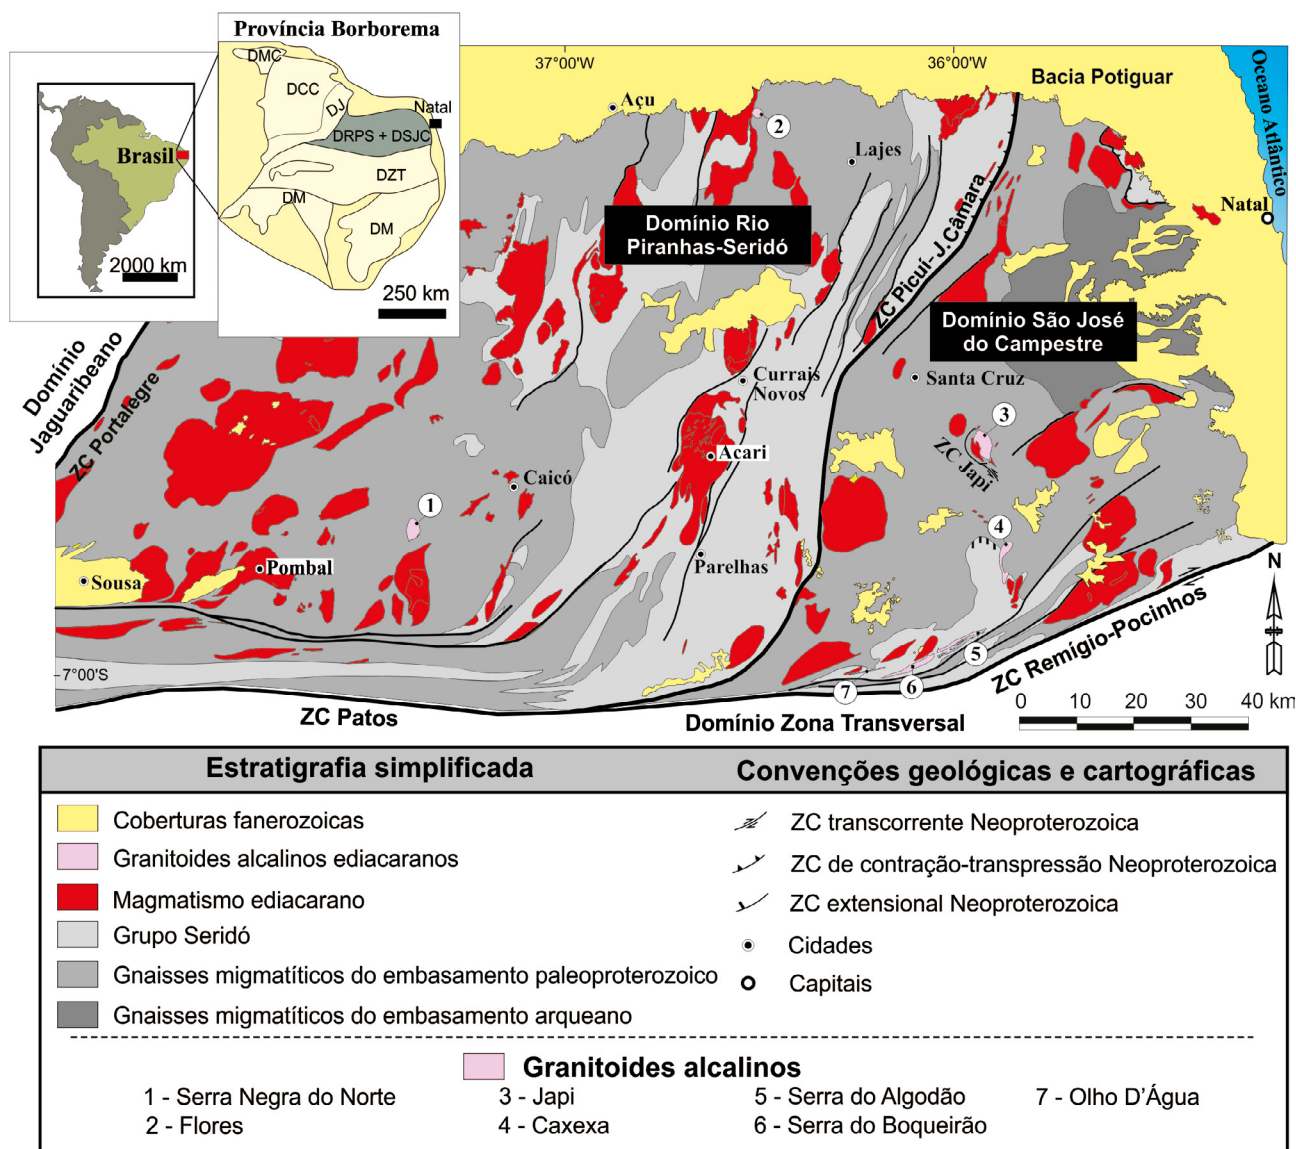 Província Borborema
DMC
DCC
DJ
Natal
DRPS + DSJC
DZT
DM
DM
250 km
Brasil
2000 km
37°00'W
36°00'W
Bacia Potiguar
Oceano Atlântico
Açu
2
Lajes
Natal
Domínio Rio
Piranhas-Seridó
ZC Picuí- J.Câmara
Domínio São José
do Campestre
Domínio
Jaguaribeano
ZC Portalegre
Currais
Novos
Santa Cruz
3
ZC Japi
Acari
Caicó
1
4
Parelhas
Pombal
Sousa
N
7°00'S
5
6
7
ZC Remígio-Pocinhos
ZC Patos
Domínio Zona Transversal
0 10 20 30 40 km
Estratigrafia simplificada
Coberturas fanerozoicas
Granitoides alcalinos ediacaranos
Magmatismo ediacarano
Grupo Seridó
Gnaisses migmatíticos do embasamento paleoproterozoico
Gnaisses migmatíticos do embasamento arqueano
Convenções geológicas e cartográficas
ZC transcorrente Neoproterozoica
ZC de contração-transpressão Neoproterozoica
ZC extensional Neoproterozoica
Cidades
Capitais
Granitoides alcalinos
1 - Serra Negra do Norte
2 - Flores
3 - Japi
4 - Caxexa
5 - Serra do Algodão
6 - Serra do Boqueirão
7 - Olho D'Água